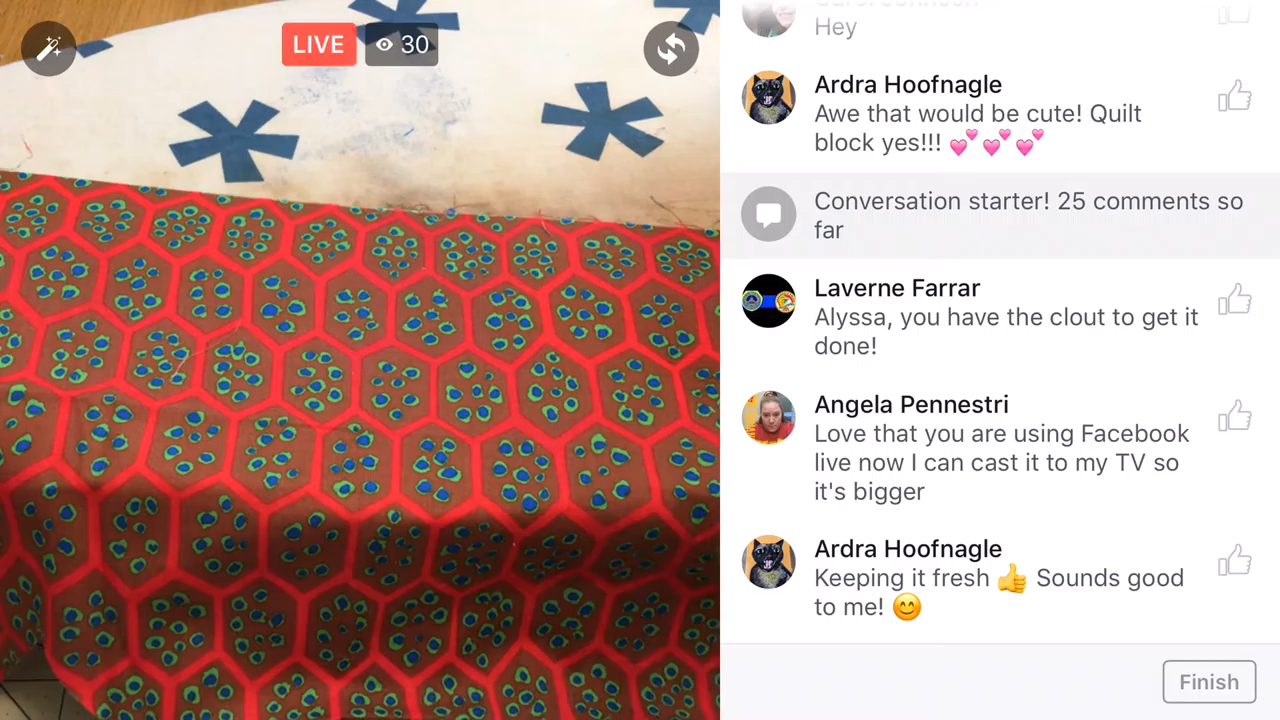 LIVE
30
Hey
Ardra Hoofnagle
Awe that would be cute! Quilt
block yes!!! 💕 💕 💕
Conversation starter! 25 comments so
far
Laverne Farrar
Alyssa, you have the clout to get it
done!
Angela Pennestri
Love that you are using Facebook
live now I can cast it to my TV so
it's bigger
Ardra Hoofnagle
Keeping it fresh 👍 Sounds good
to me! 😊
Finish